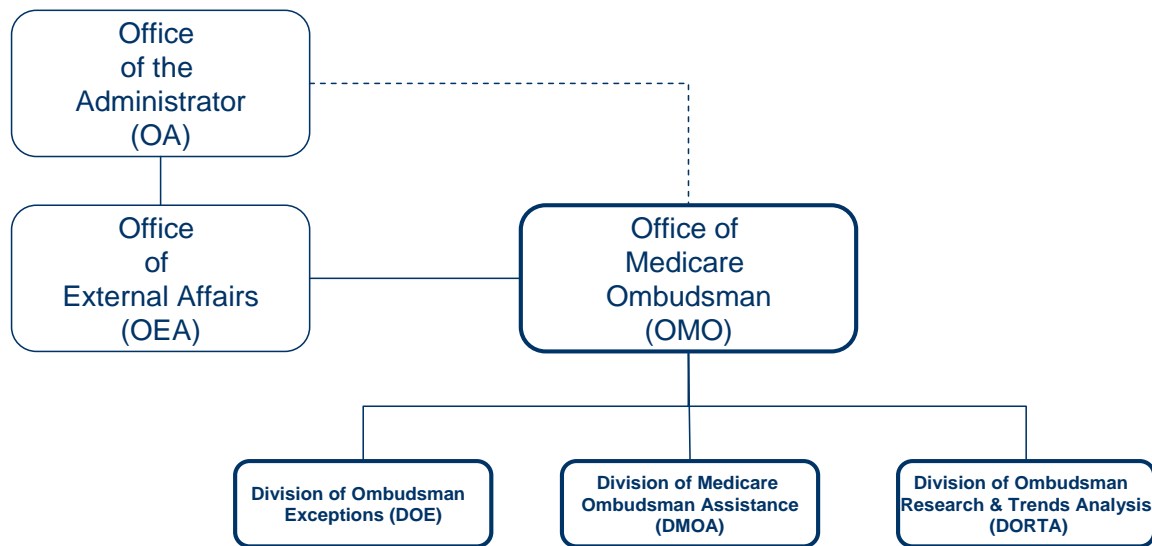 Office
of the
Administrator
(OA)
Office
of
External Affairs
(OEA)
Office of
Medicare
Ombudsman
(OMO)
Division of Ombudsman
Exceptions (DOE)
Division of Medicare
Ombudsman Assistance
(DMOA)
Division of Ombudsman
Research & Trends Analysis
(DORTA)